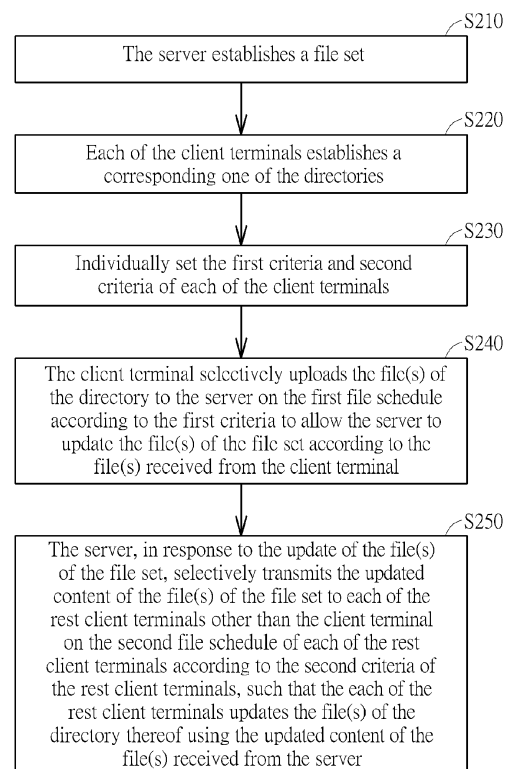 S210
The server establishes a file set
S220
Each of the client terminals establishes a
corresponding one of the directories
S230
Individually set the first criteria and second
criteria of each of the client terminals
S240
The client terminal selectively uploads the file(s) of
the directory to the server on the first file schedule
according to the first criteria to allow the server to
update the file(s) of the file set according to the
file(s) received from the client terminal
S250
The server, in response to the update of the file(s)
of the file set, selectively transmits the updated
content of the file(s) of the file set to each of the
rest client terminals other than the client terminal
on the second file schedule of each of the rest
client terminals according to the second criteria of
the rest client terminals, such that the each of the
rest client terminals updates the file(s) of the
directory thereof using the updated content of the
file(s) received from the server